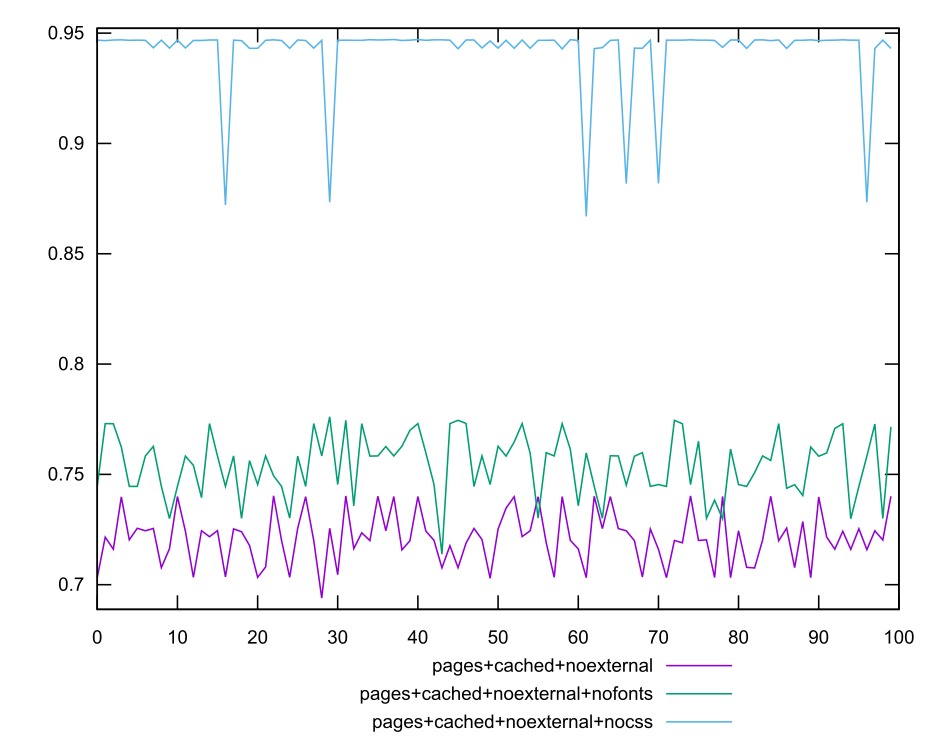 0.95
0.9
0.85
0.8
0.75
0.7
0 10 20 30 40 50 60 70 80 90 100
pages+cached+noexternal
pages+cached+noexternal+nofonts
pages+cached+noexternal+nocss